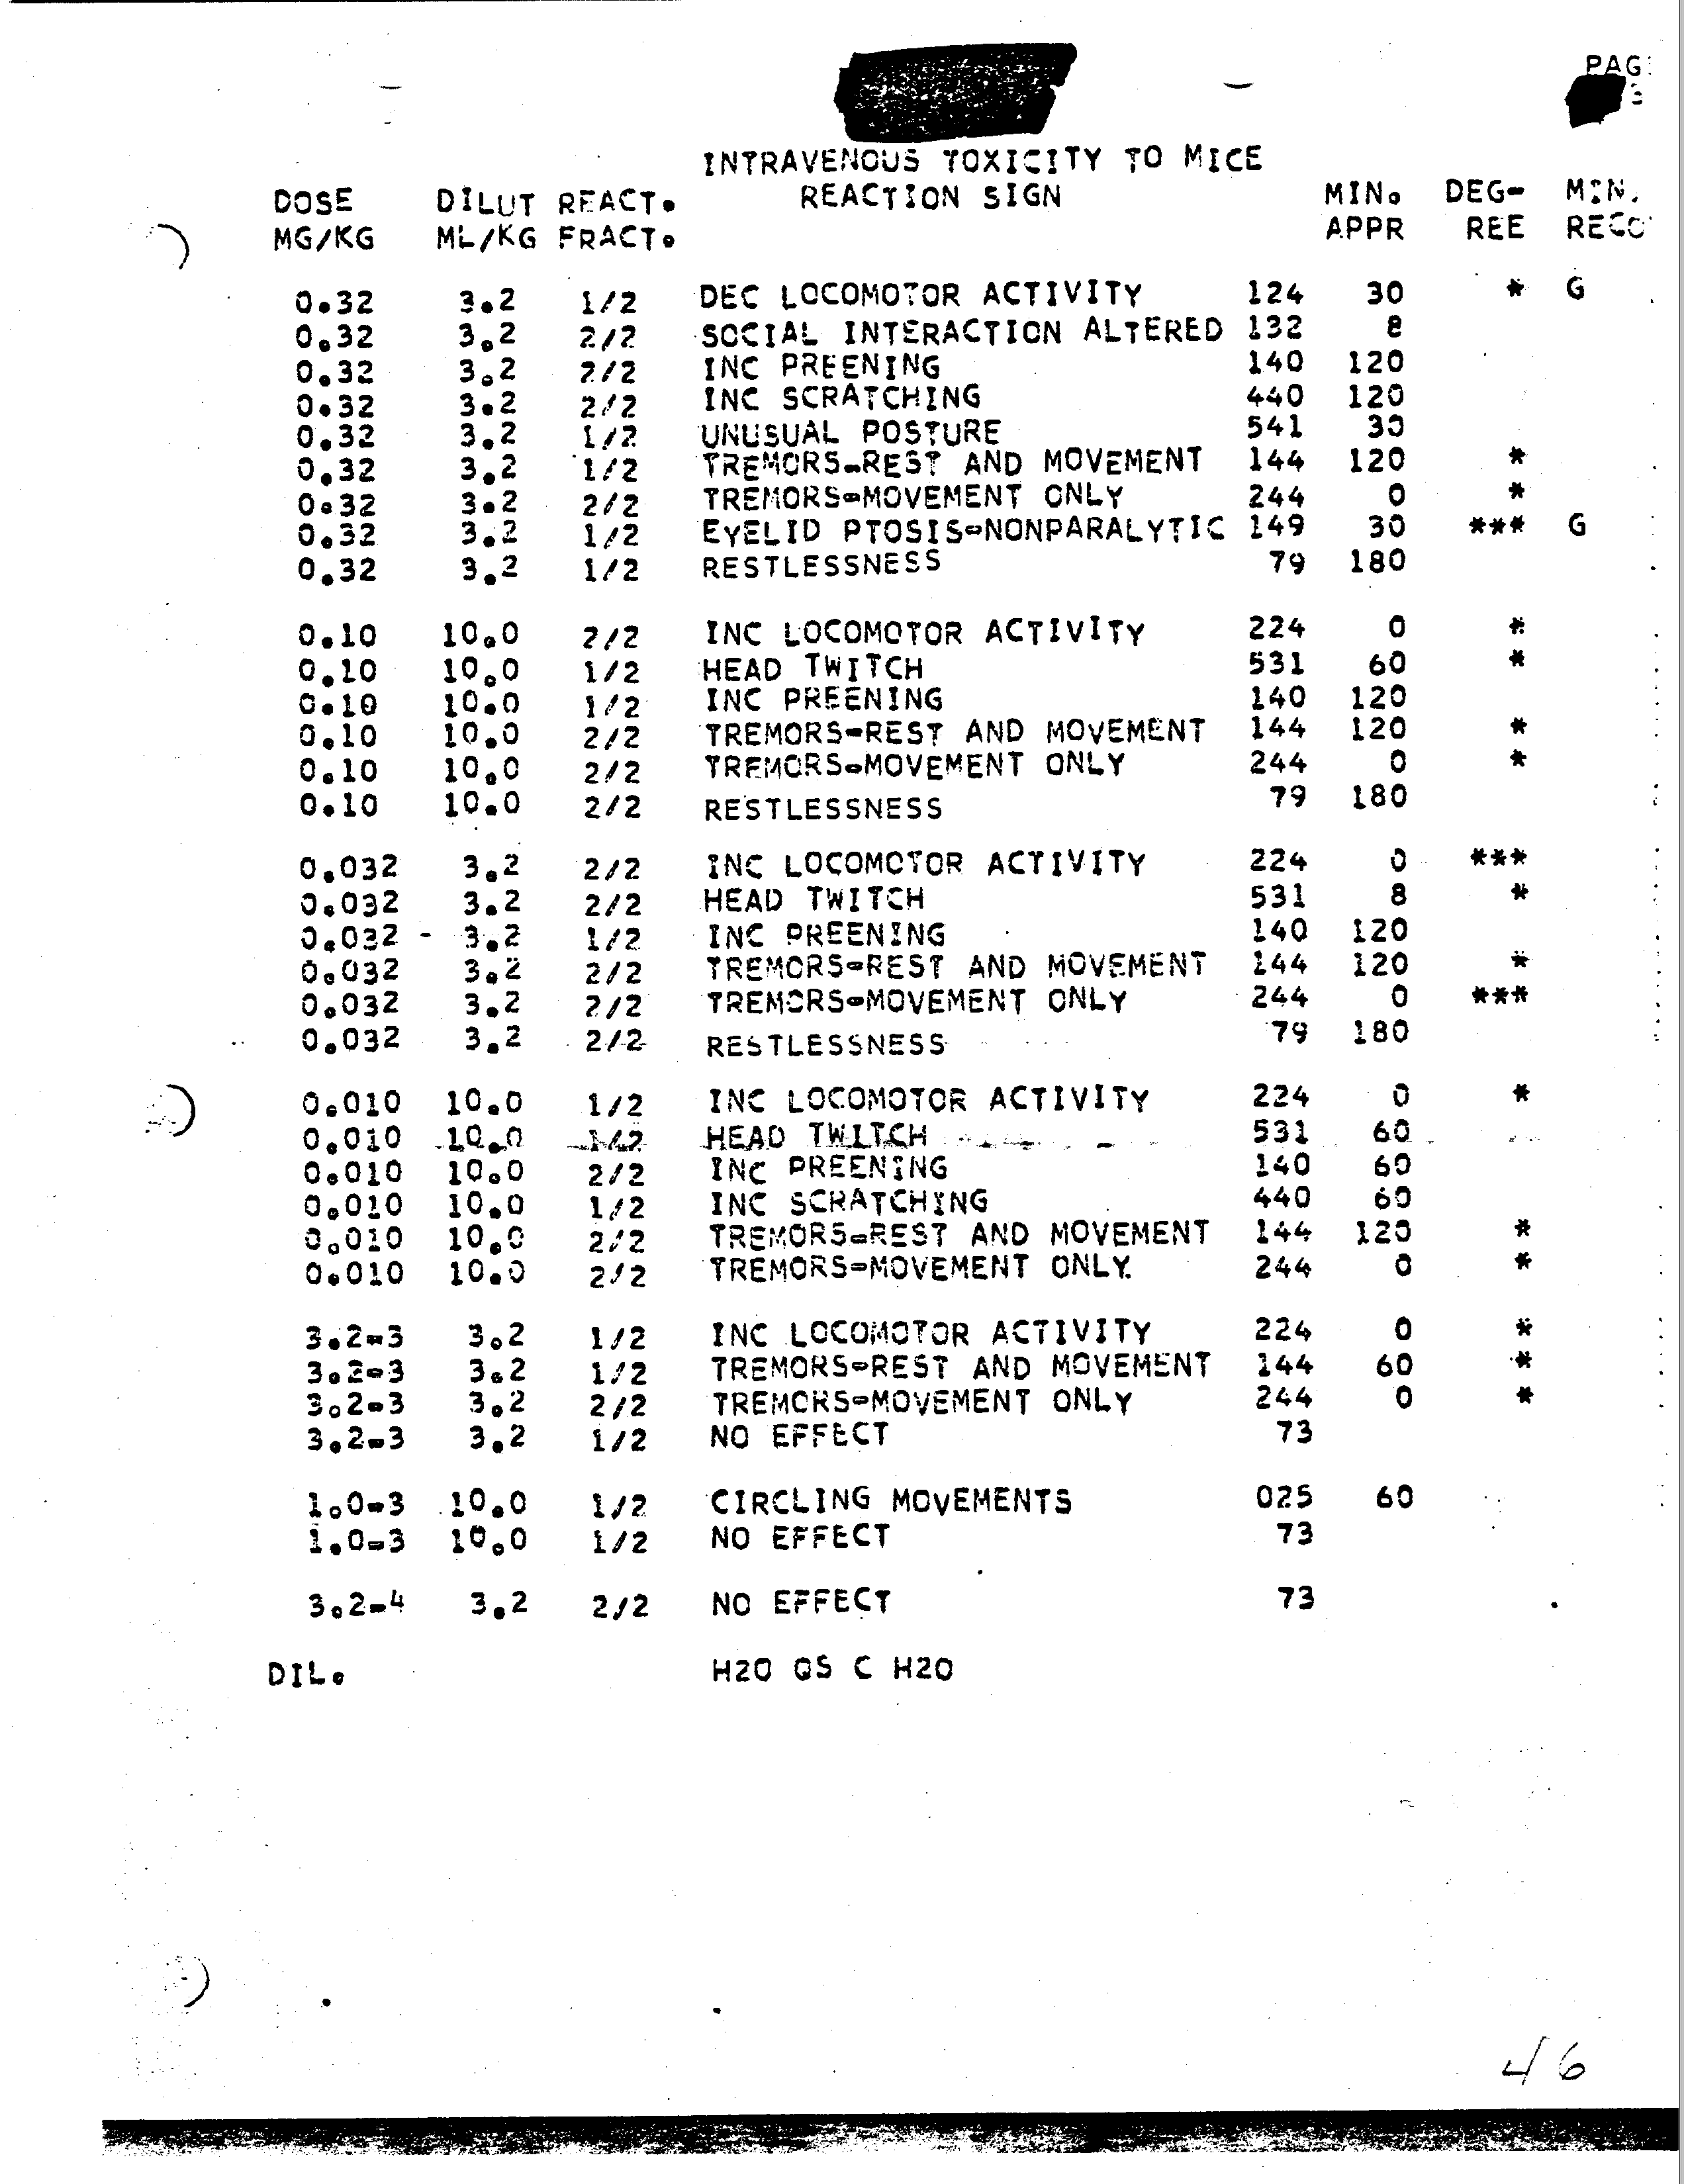 PAG
INTRAVENOUS TOXICITY TO MICE
DOSE DILUT REACT. REACTION SIGN MIN. DEG- MIN.
MG/KG ML/KG FRACT. APPR REE RECO
0.32 3.2 1/2 DEC LOCOMOTOR ACTIVITY 124 30 * G
0.32 3.2 2/2 SOCIAL INTERACTION ALTERED 132 8
0.32 3.2 2/2 INC PREENING 140 120
0.32 3.2 2/2 INC SCRATCHING 440 120
0.32 3.2 1/2 UNUSUAL POSTURE 541 30
0.32 3.2 1/2 TREMORS-REST AND MOVEMENT 144 120 *
0.32 3.2 2/2 TREMORS-MOVEMENT ONLY 244 0 *
0.32 3.2 1/2 EYELID PTOSIS-NONPARALYTIC 149 30 *** G
0.32 3.2 1/2 RESTLESSNESS 79 180
0.10 10.0 2/2 INC LOCOMOTOR ACTIVITY 224 0 *
0.10 10.0 1/2 HEAD TWITCH 531 60 *
0.10 10.0 1/2 INC PREENING 140 120
0.10 10.0 2/2 TREMORS-REST AND MOVEMENT 144 120 *
0.10 10.0 2/2 TREMORS-MOVEMENT ONLY 244 0 *
0.10 10.0 2/2 RESTLESSNESS 79 180
0.032 3.2 2/2 INC LOCOMOTOR ACTIVITY 224 0 ***
0.032 3.2 2/2 HEAD TWITCH 531 8 *
0.032 3.2 1/2 INC PREENING 140 120
0.032 3.2 2/2 TREMORS-REST AND MOVEMENT 144 120 *
0.032 3.2 2/2 TREMORS-MOVEMENT ONLY 244 0 ***
0.032 3.2 2/2 RESTLESSNESS 79 180
0.010 10.0 1/2 INC LOCOMOTOR ACTIVITY 224 0 *
0.010 10.0 1/2 HEAD TWITCH 531 60
0.010 10.0 2/2 INC PREENING 140 60
0.010 10.0 1/2 INC SCRATCHING 440 60
0.010 10.0 2/2 TREMORS-REST AND MOVEMENT 144 120 *
0.010 10.0 2/2 TREMORS-MOVEMENT ONLY 244 0 *
3.2-3 3.2 1/2 INC LOCOMOTOR ACTIVITY 224 0 *
3.2-3 3.2 1/2 TREMORS-REST AND MOVEMENT 144 60 *
3.2-3 3.2 2/2 TREMORS-MOVEMENT ONLY 244 0 *
3.2-3 3.2 1/2 NO EFFECT 73
1.0-3 10.0 1/2 CIRCLING MOVEMENTS 025 60
1.0-3 10.0 1/2 NO EFFECT 73
3.2-4 3.2 2/2 NO EFFECT 73
DIL. H2O QS C H2O
46